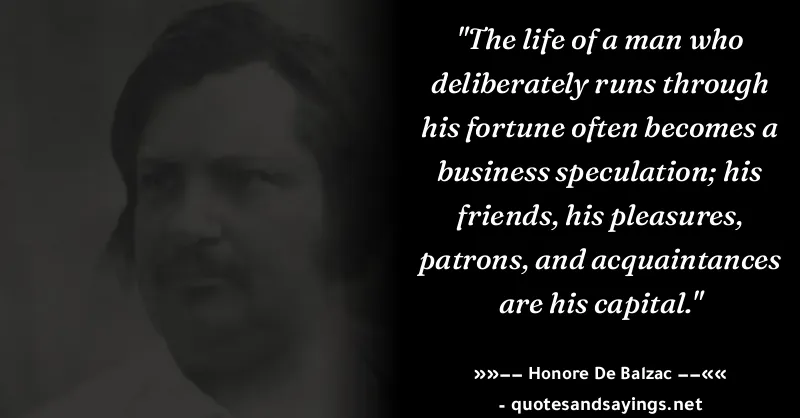 "The life of a man who
deliberately runs through
his fortune often becomes a
business speculation; his
friends, his pleasures,
patrons, and acquaintances
are his capital."
»»−− Honore De Balzac −−««
- quotesandsayings.net